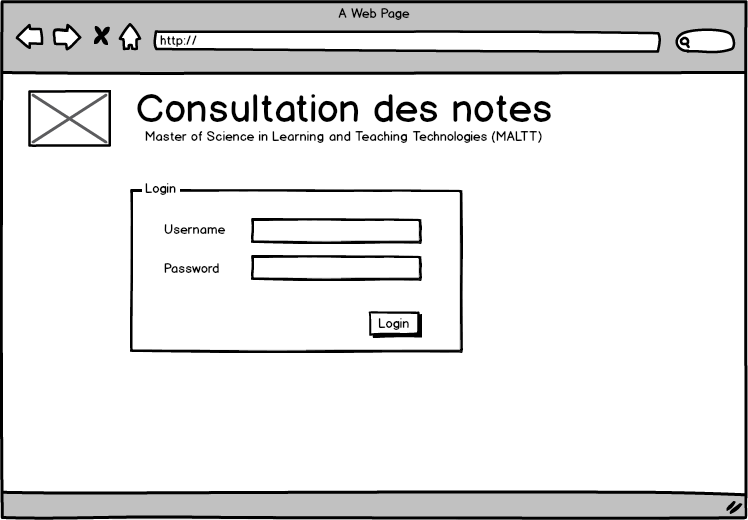 A Web Page
http://
Consultation des notes
Master of Science in Learning and Teaching Technologies (MALTT)
Login
Username
Password
Login